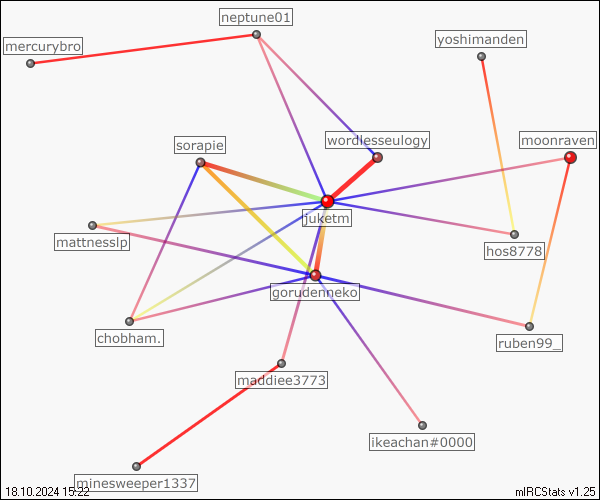 neptune01
mercurybro
yoshimanden
sorapie
wordlesseulogy
moonraven
juketm
mattnesslp
hos8778
gorudenneko
chobham.
ruben99_
maddiee3773
ikeachan#0000
minesweeper1337
18.10.2024 15:22
mIRCStats v1.25